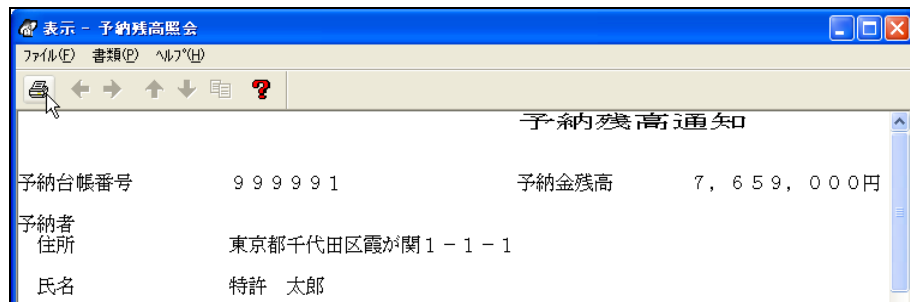 表示 - 予納残高照会
ファイル(F) 書類(P) ヘルプ(H)
?
予納残高通知
予納台帳番号 999991 予納金残高 7,659,000円
予納者
住所 東京都千代田区霞が関1-1-1
氏名 特許 太郎